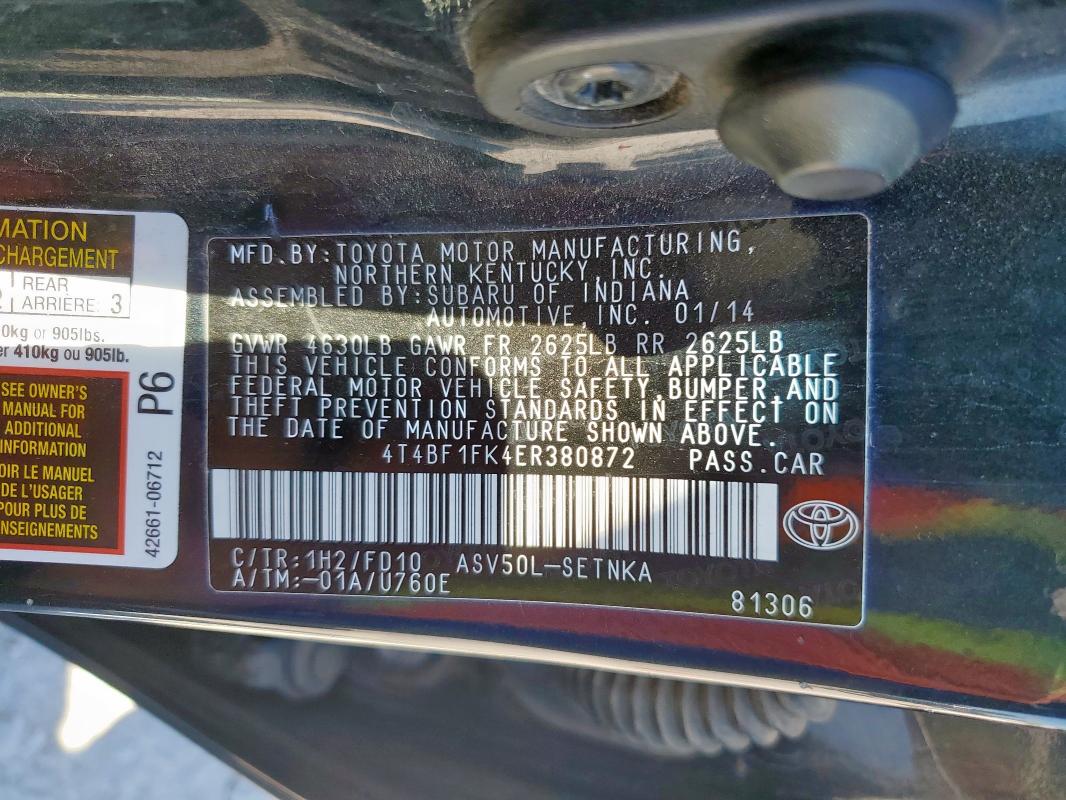 MATION
CHARGEMENT
REAR
ARRIÈRE: 3
0kg or 905lbs.
er 410kg ou 905lb.
SEE OWNER'S
MANUAL FOR
ADDITIONAL
INFORMATION
OIR LE MANUEL
DE L'USAGER
POUR PLUS DE
NSEIGNEMENTS
P6
42661-06712
MFD.BY:TOYOTA MOTOR MANUFACTURING,
NORTHERN KENTUCKY,INC.
ASSEMBLED BY:SUBARU OF INDIANA
AUTOMOTIVE,INC. 01/14
GVWR 4630LB GAWR FR 2625LB RR 2625LB
THIS VEHICLE CONFORMS TO ALL APPLICABLE
FEDERAL MOTOR VEHICLE SAFETY,BUMPER,AND
THEFT PREVENTION STANDARDS IN EFFECT ON
THE DATE OF MANUFACTURE SHOWN ABOVE.
4T4BF1FK4ER380872 PASS.CAR
C/TR:1H2/FD10 ASV50L-SETNKA
A/TM:-01A/U760E
81306